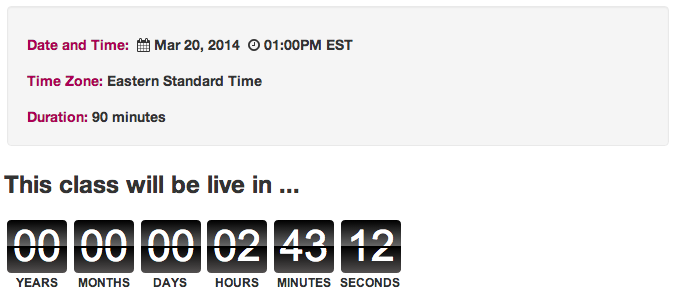 Date and Time: Mar 20, 2014 01:00PM EST
Time Zone: Eastern Standard Time
Duration: 90 minutes
This class will be live in ...
00 00 00 02 43 12
YEARS MONTHS DAYS HOURS MINUTES SECONDS